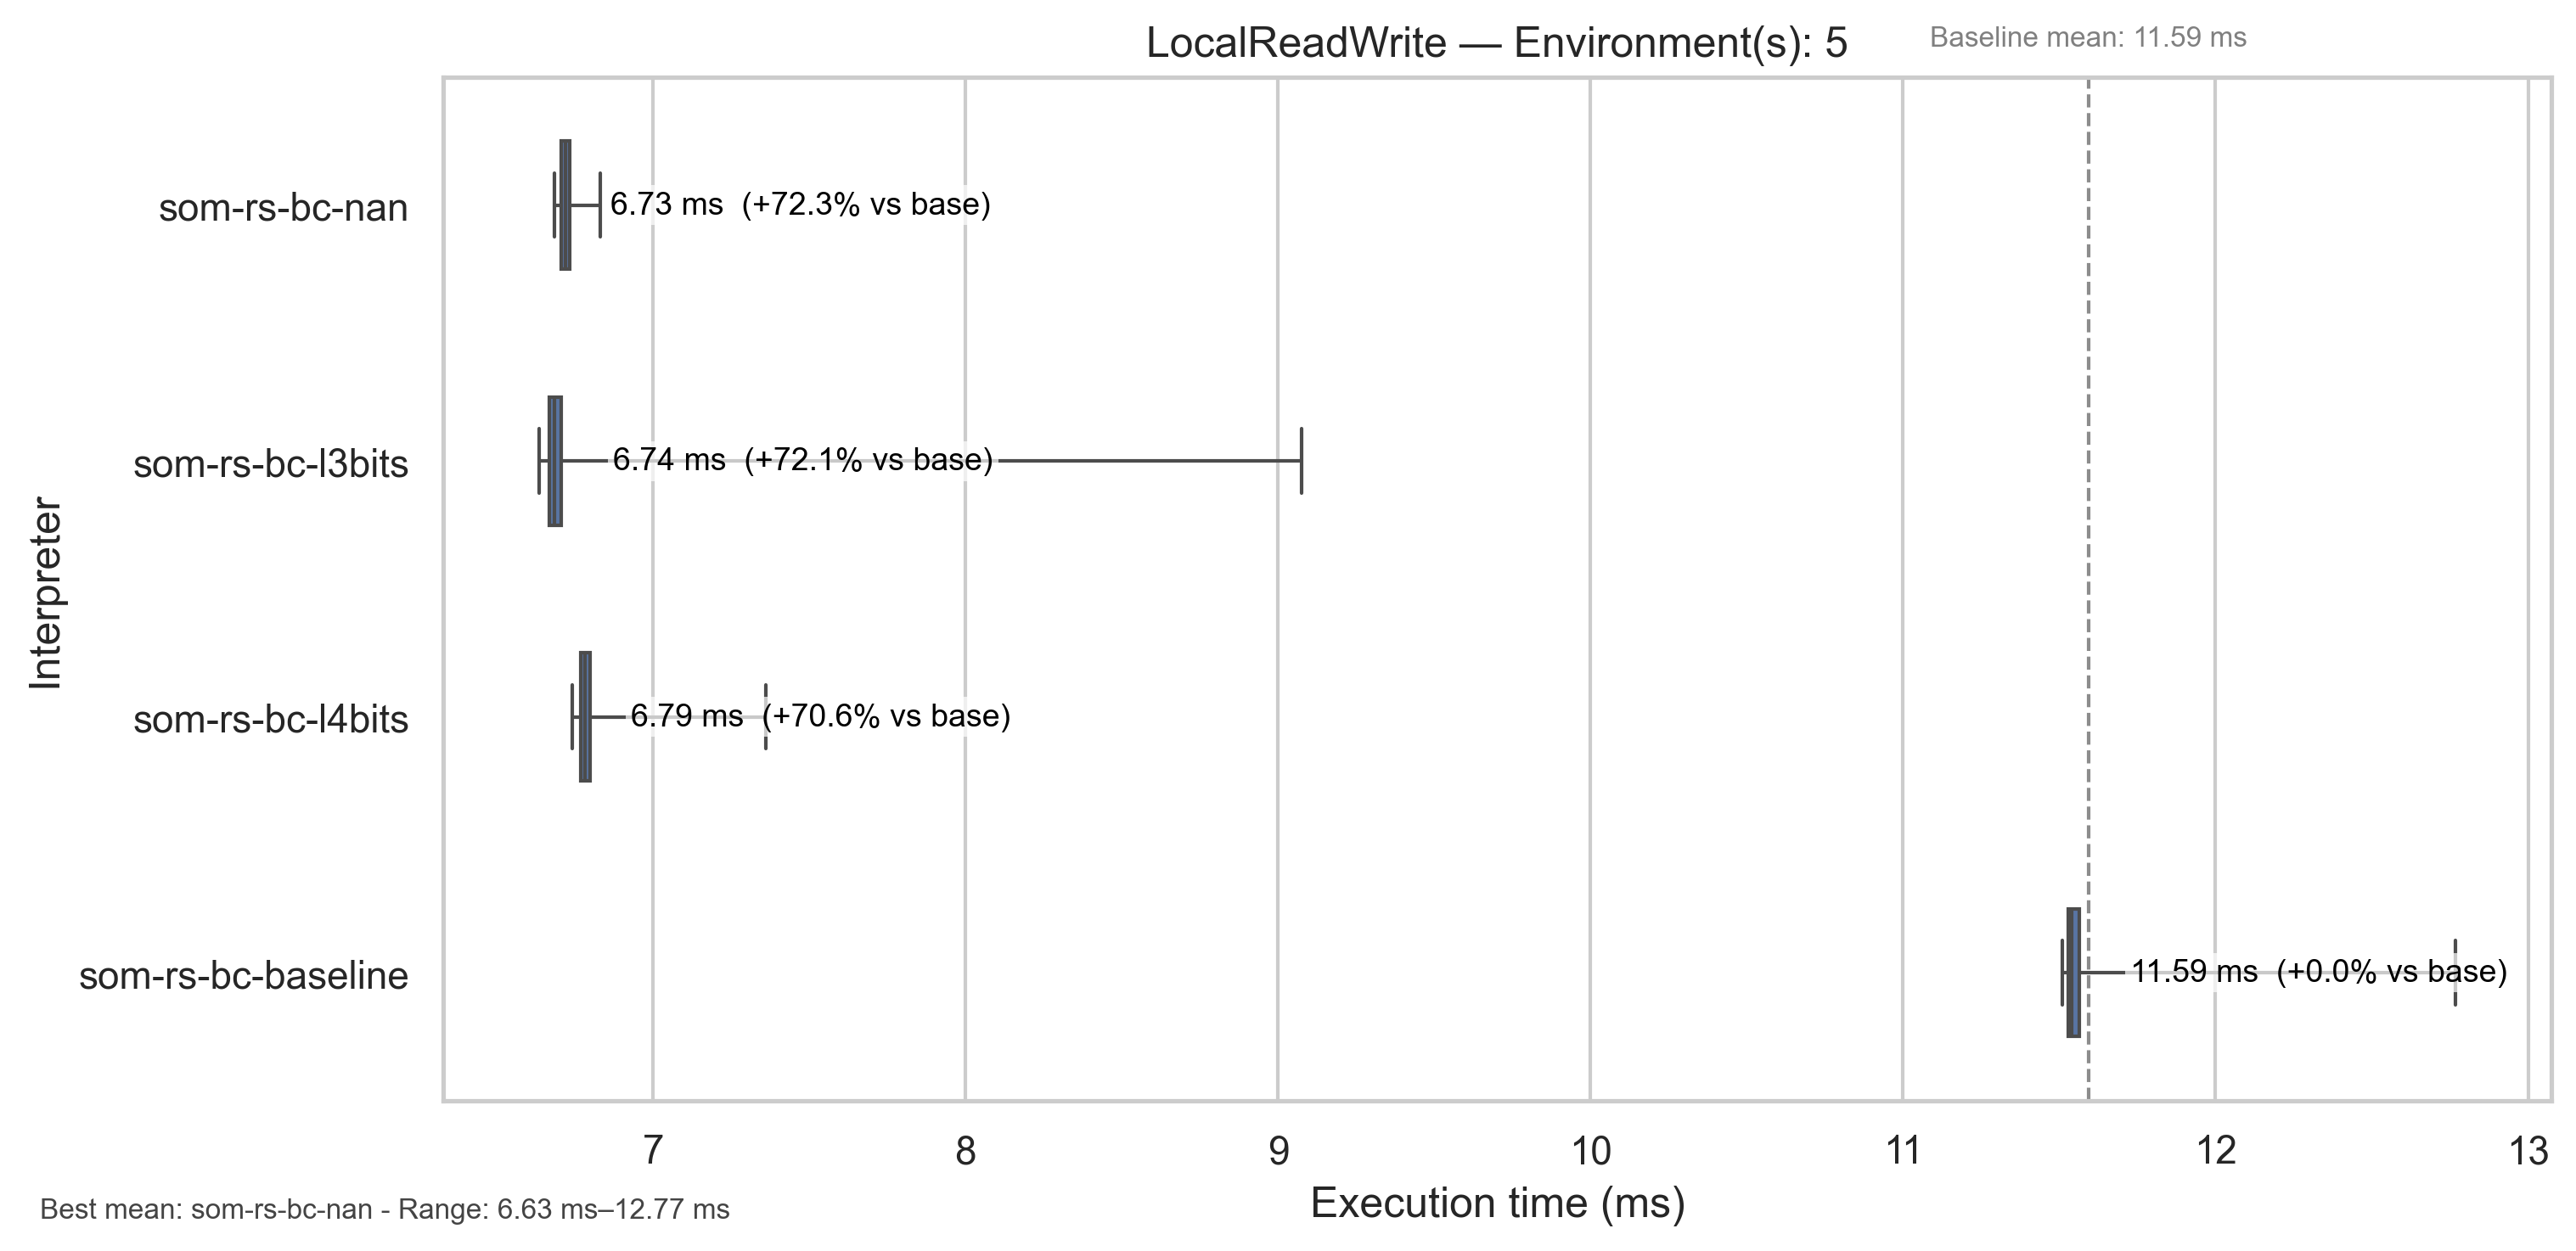 LocalReadWrite — Environment(s): 5
Baseline mean: 11.59 ms
Interpreter
som-rs-bc-nan
6.73 ms (+72.3% vs base)
som-rs-bc-l3bits
6.74 ms (+72.1% vs base)
som-rs-bc-l4bits
6.79 ms (+70.6% vs base)
som-rs-bc-baseline
11.59 ms (+0.0% vs base)
7 8 9 10 11 12 13
Execution time (ms)
Best mean: som-rs-bc-nan - Range: 6.63 ms–12.77 ms